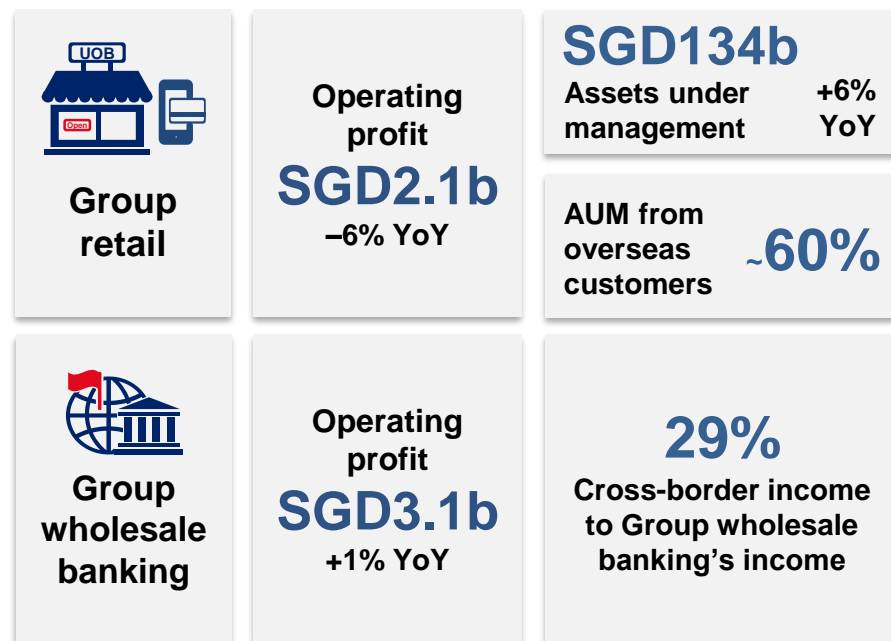 UOB
Open
Group
retail
Operating
profit
SGD2.1b
–6% YoY
SGD134b
Assets under
management
+6%
YoY
AUM from
overseas
customers
~60%
Group
wholesale
banking
Operating
profit
SGD3.1b
+1% YoY
29%
Cross-border income
to Group wholesale
banking’s income